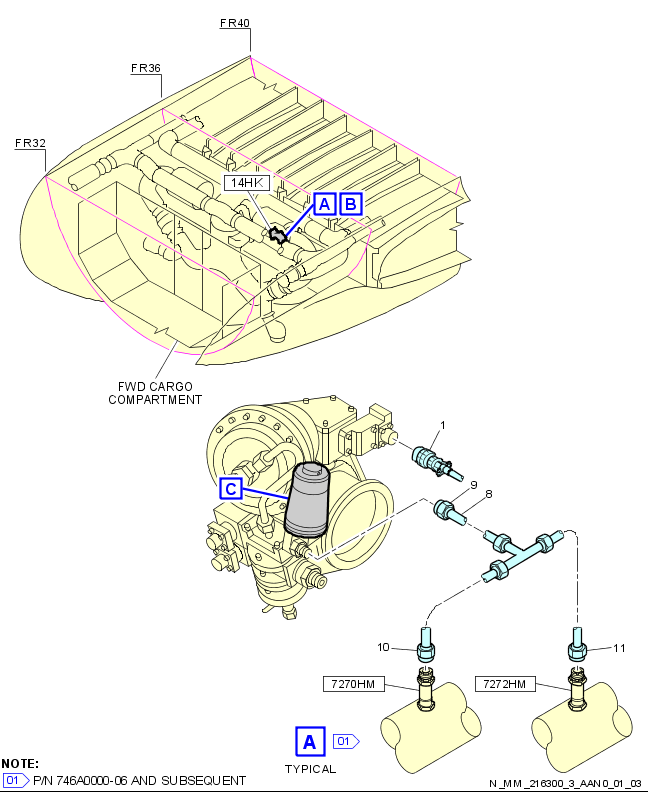 FR40
FR36
FR32
14HK
A B
FWD CARGO
COMPARTMENT
1
C
9
8
10
11
7270HM
7272HM
A 01
TYPICAL
NOTE:
01 P/N 746A0000-06 AND SUBSEQUENT
N_MM_216300_3_AAN0_01_03